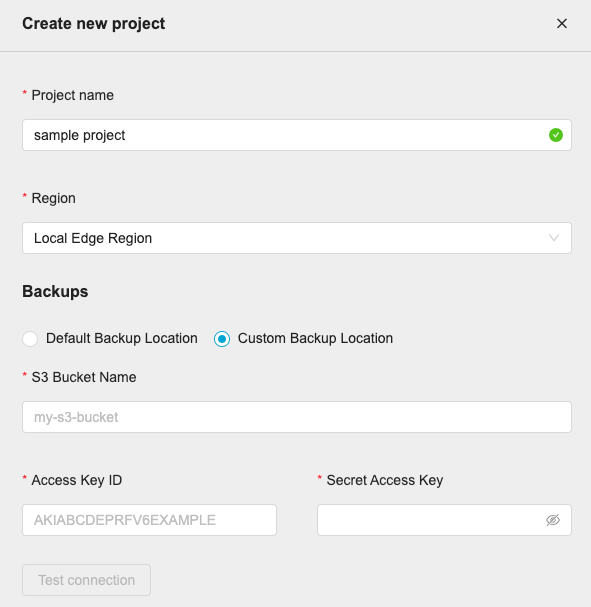 Create new project
* Project name
sample project
* Region
Local Edge Region
Backups
Default Backup Location Custom Backup Location
* S3 Bucket Name
my-s3-bucket
* Access Key ID * Secret Access Key
AKIABCDEPRFV6EXAMPLE
Test connection